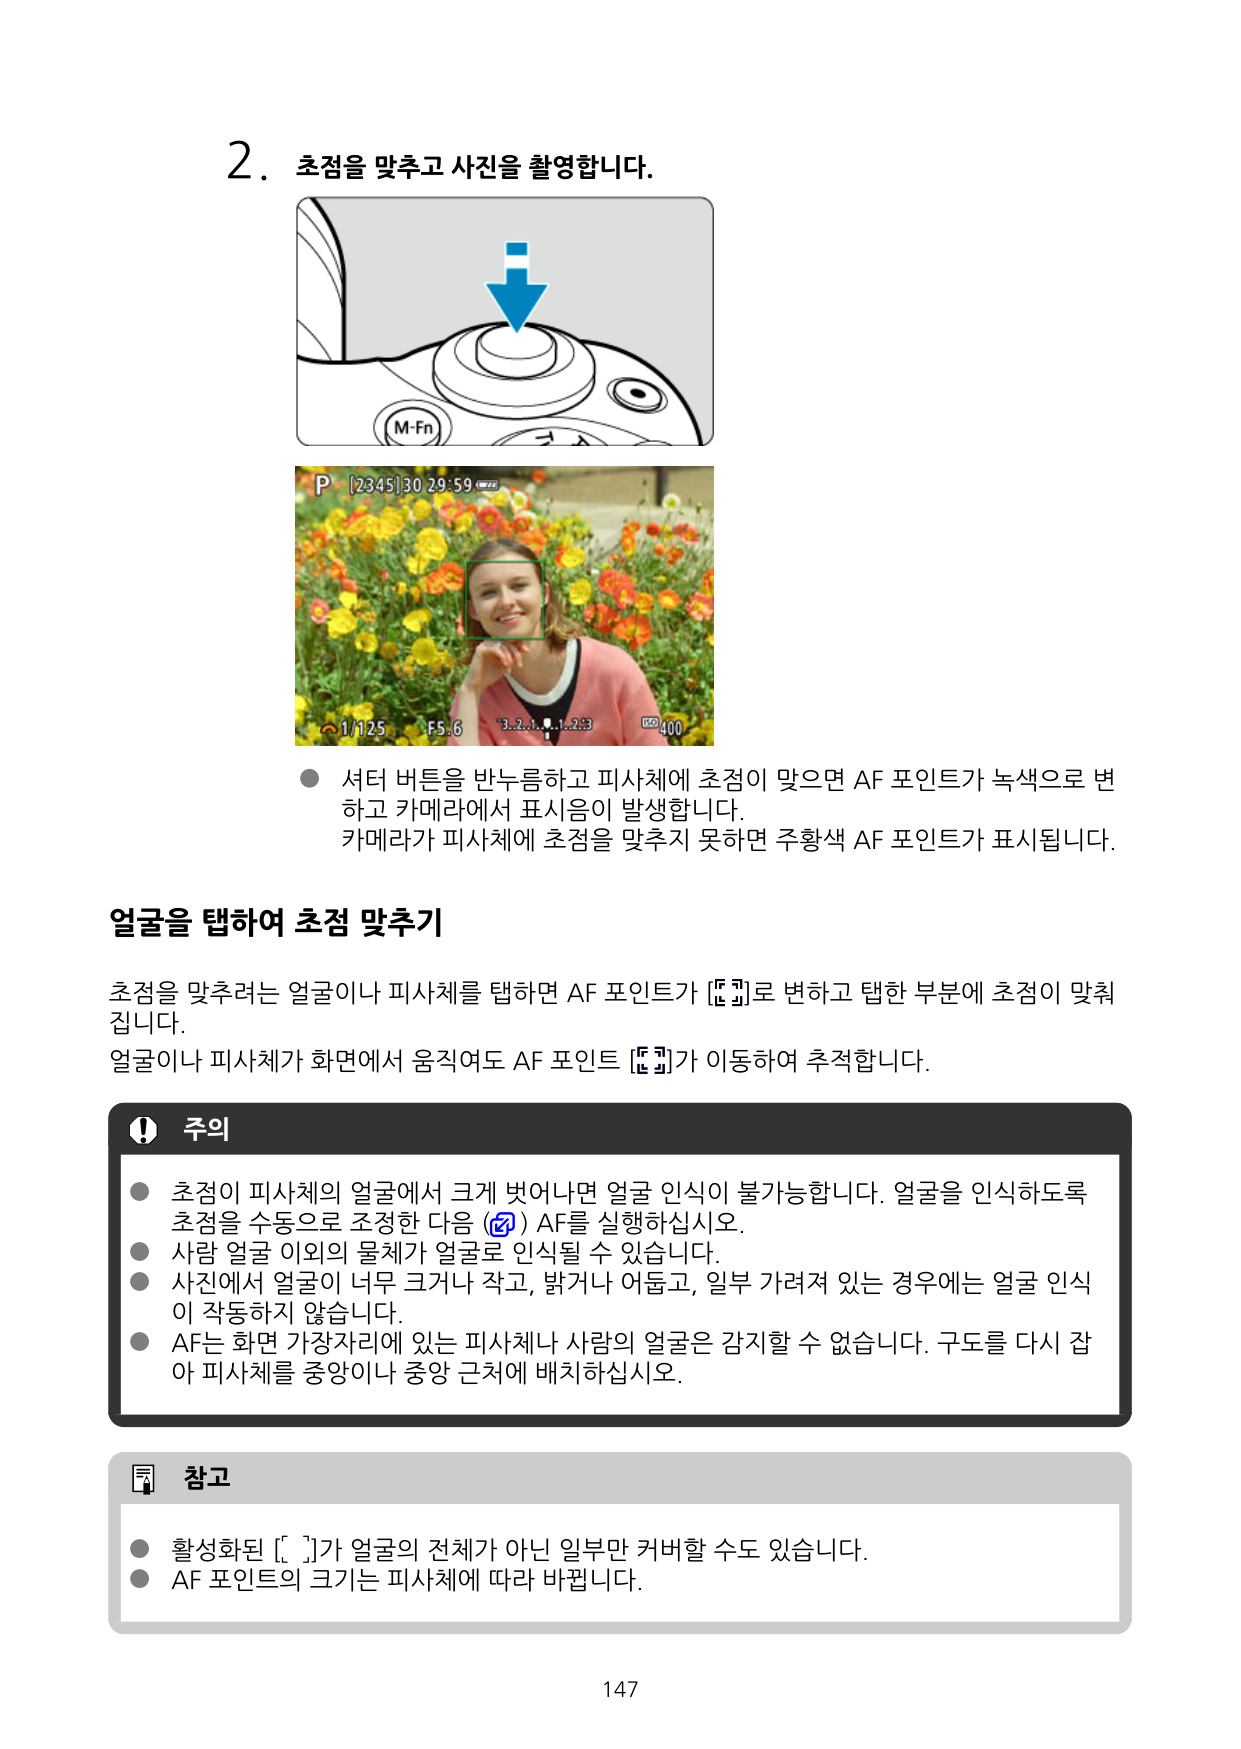 2. 초점을 맞추고 사진을 촬영합니다.
M-Fn
P [2345]30 29:59
1/125 F5.6 3..2..1..1..2..3 ISO 400
셔터 버튼을 반누름하고 피사체에 초점이 맞으면 AF 포인트가 녹색으로 변
하고 카메라에서 표시음이 발생합니다.
카메라가 피사체에 초점을 맞추지 못하면 주황색 AF 포인트가 표시됩니다.
얼굴을 탭하여 초점 맞추기
초점을 맞추려는 얼굴이나 피사체를 탭하면 AF 포인트가 [ ]로 변하고 탭한 부분에 초점이 맞춰
집니다.
얼굴이나 피사체가 화면에서 움직여도 AF 포인트 [ ]가 이동하여 추적합니다.
주의
초점이 피사체의 얼굴에서 크게 벗어나면 얼굴 인식이 불가능합니다. 얼굴을 인식하도록
초점을 수동으로 조정한 다음 ( ) AF를 실행하십시오.
사람 얼굴 이외의 물체가 얼굴로 인식될 수 있습니다.
사진에서 얼굴이 너무 크거나 작고, 밝거나 어둡고, 일부 가려져 있는 경우에는 얼굴 인식
이 작동하지 않습니다.
AF는 화면 가장자리에 있는 피사체나 사람의 얼굴은 감지할 수 없습니다. 구도를 다시 잡
아 피사체를 중앙이나 중앙 근처에 배치하십시오.
참고
활성화된 [ ]가 얼굴의 전체가 아닌 일부만 커버할 수도 있습니다.
AF 포인트의 크기는 피사체에 따라 바뀝니다.
147